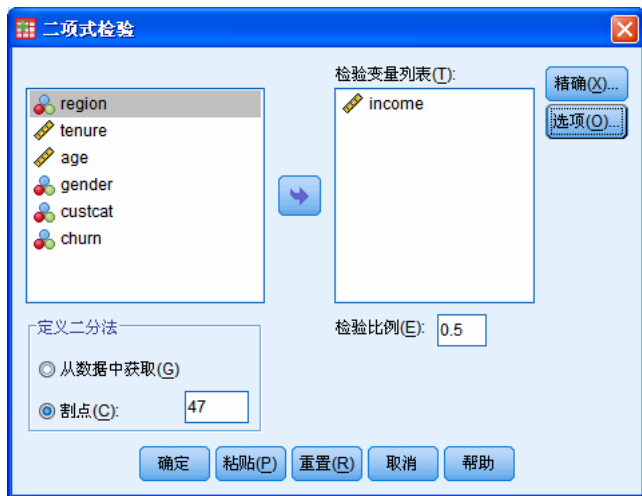 二项式检验
检验变量列表(T):
精确(X)...
选项(O)...
region
tenure
age
gender
custcat
churn
income
定义二分法
从数据中获取(G)
割点(C): 47
检验比例(E): 0.5
确定 粘贴(P) 重置(R) 取消 帮助